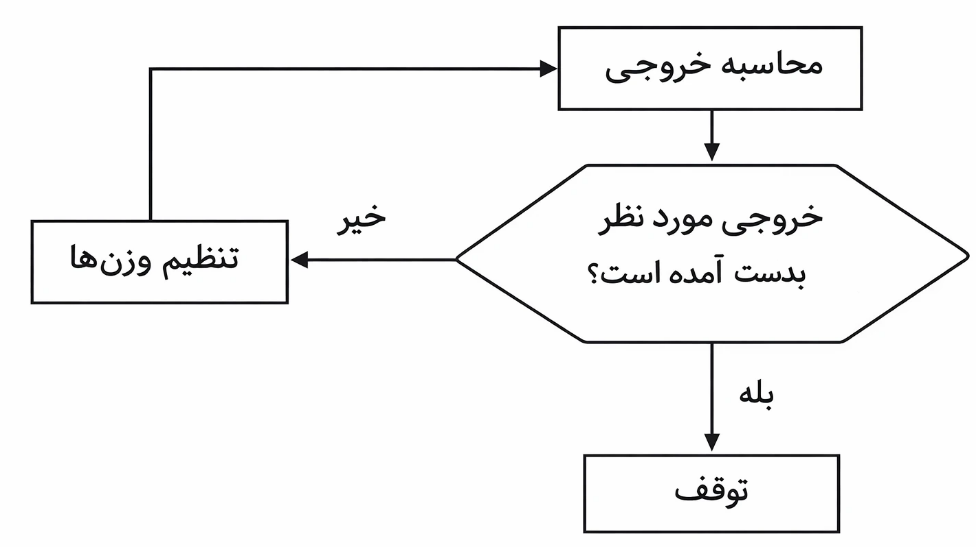 محاسبه خروجی
خروجی مورد نظر
بدست آمده است؟
خیر
تنظیم وزن‌ها
بله
توقف